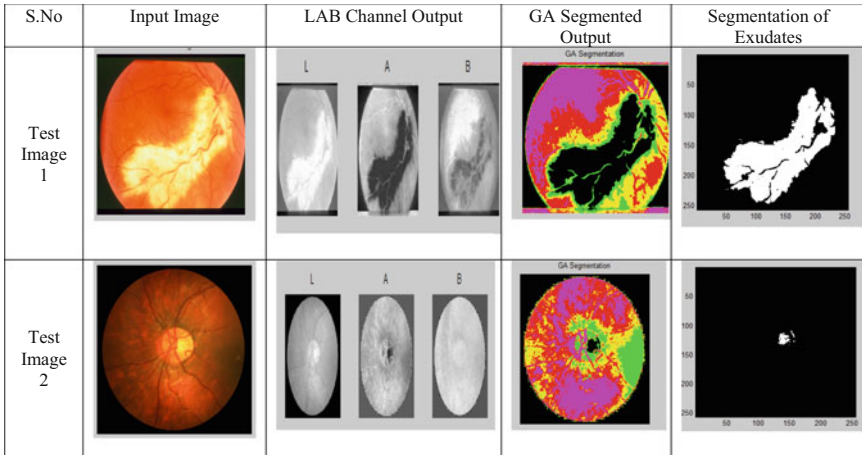 S.No Input Image LAB Channel Output GA Segmented Output Segmentation of Exudates
Test Image 1
L A B
GA Segmentation
50
100
150
200
250
50 100 150 200 250
Test Image 2
L A B
GA Segmentation
50
100
150
200
250
50 100 150 200 250